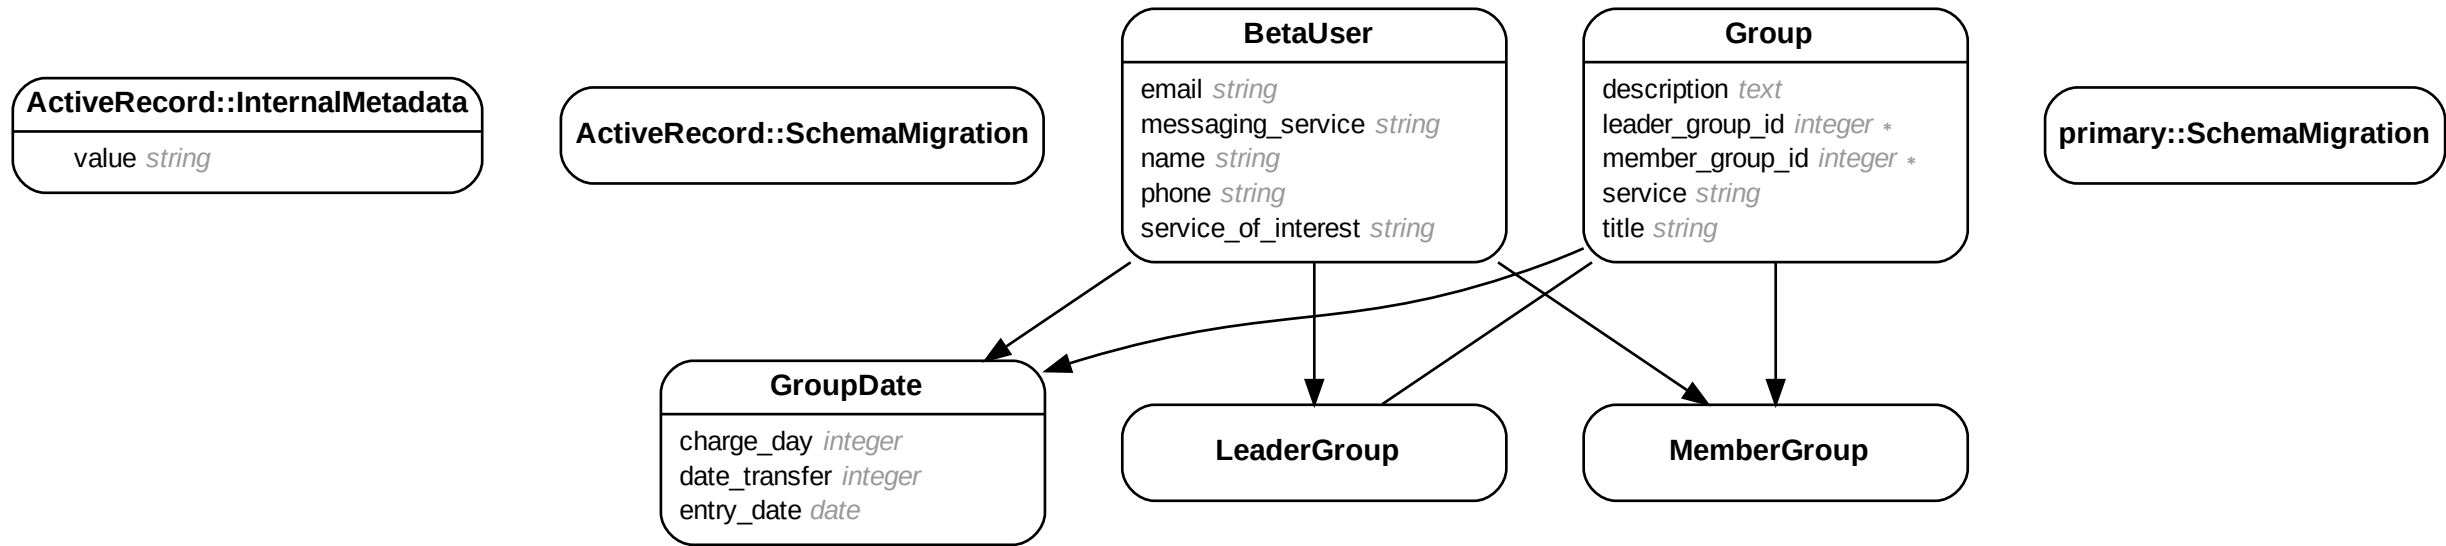 ActiveRecord::InternalMetadata
value string
ActiveRecord::SchemaMigration
BetaUser
email string
messaging_service string
name string
phone string
service_of_interest string
Group
description text
leader_group_id integer *
member_group_id integer *
service string
title string
primary::SchemaMigration
GroupDate
charge_day integer
date_transfer integer
entry_date date
LeaderGroup
MemberGroup